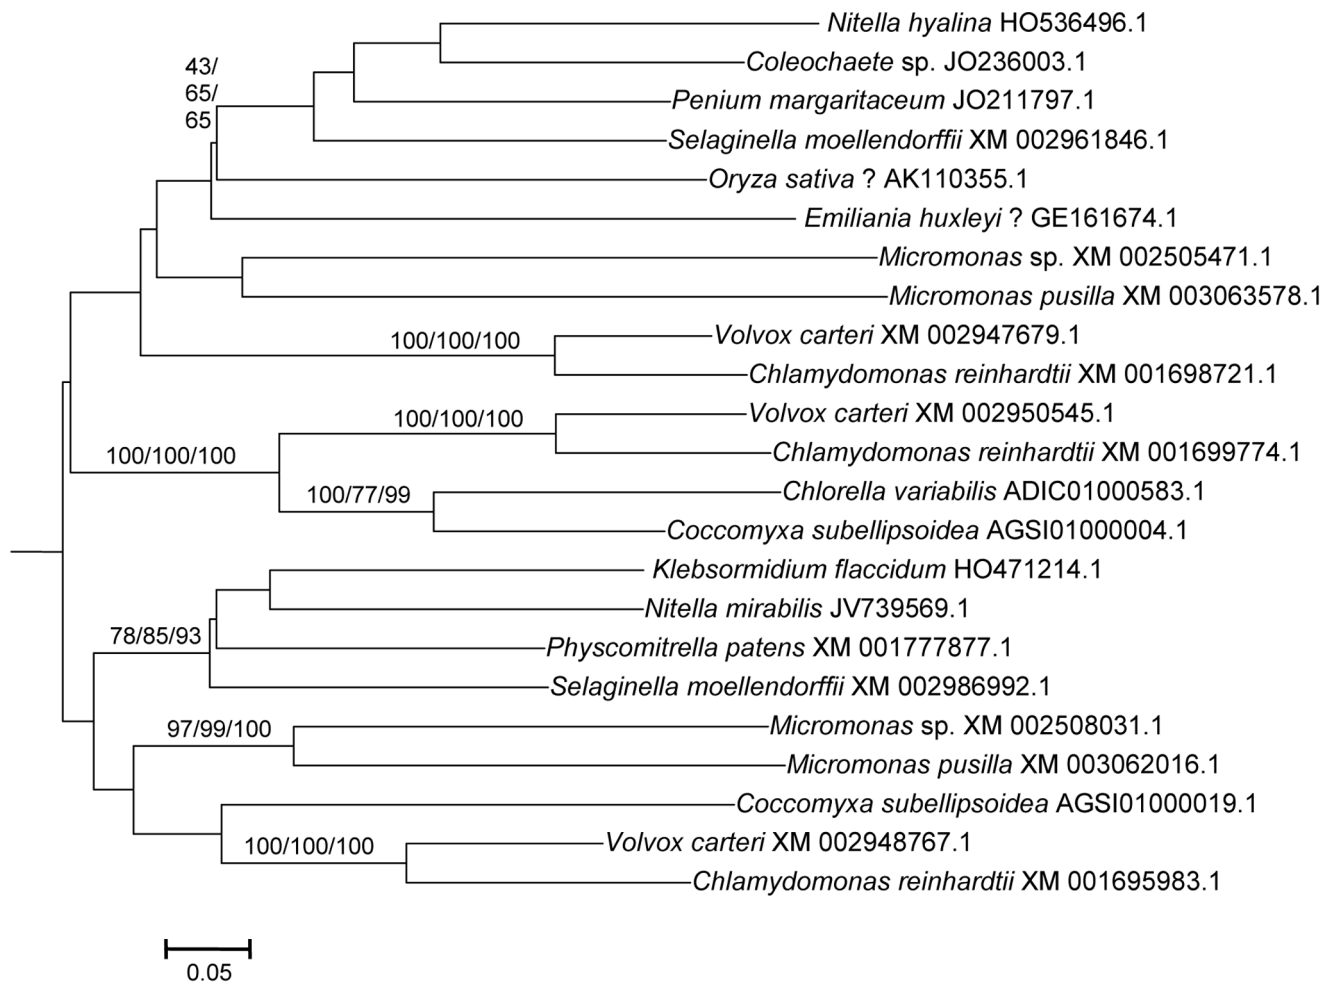 Nitella hyalina HO536496.1
43/
65/
65
Coleochaete sp. JO236003.1
Penium margaritaceum JO211797.1
Selaginella moellendorffii XM 002961846.1
Oryza sativa ? AK110355.1
Emiliania huxleyi ? GE161674.1
Micromonas sp. XM 002505471.1
Micromonas pusilla XM 003063578.1
100/100/100
Volvox carteri XM 002947679.1
Chlamydomonas reinhardtii XM 001698721.1
100/100/100
Volvox carteri XM 002950545.1
100/100/100
Chlamydomonas reinhardtii XM 001699774.1
100/77/99
Chlorella variabilis ADIC01000583.1
Coccomyxa subellipsoidea AGSI01000004.1
Klebsormidium flaccidum HO471214.1
Nitella mirabilis JV739569.1
78/85/93
Physcomitrella patens XM 001777877.1
Selaginella moellendorffii XM 002986992.1
97/99/100
Micromonas sp. XM 002508031.1
Micromonas pusilla XM 003062016.1
Coccomyxa subellipsoidea AGSI01000019.1
100/100/100
Volvox carteri XM 002948767.1
Chlamydomonas reinhardtii XM 001695983.1
0.05